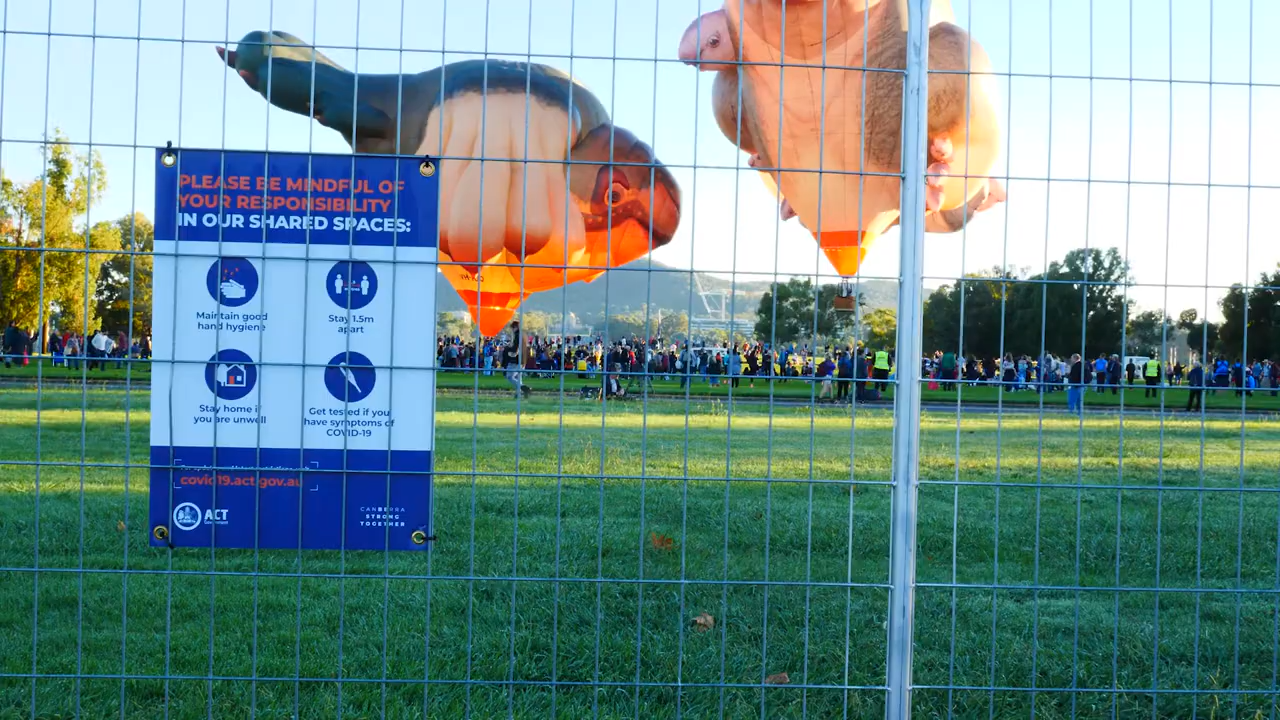 PLEASE BE MINDFUL OF
YOUR RESPONSIBILITY
IN OUR SHARED SPACES:
Maintain good
hand hygiene
Stay 1.5m
apart
Stay home if
you are unwell
Get tested if you
have symptoms of
COVID-19
covid19.act.gov.au
ACT
Government
CANBERRA
STRONG
TOGETHER